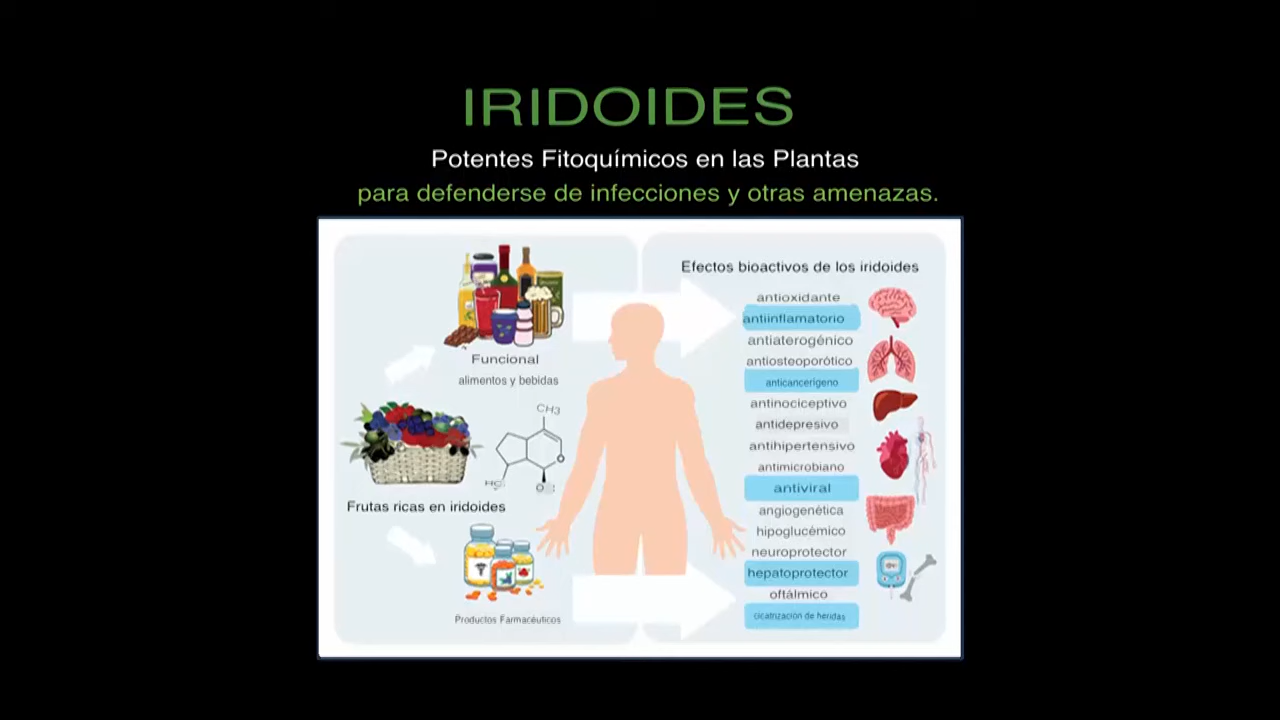 IRIDOIDES
Potentes Fitoquímicos en las Plantas
para defenderse de infecciones y otras amenazas.
Funcional
alimentos y bebidas
CH3
O
Frutas ricas en iridoides
Productos Farmacéuticos
Efectos bioactivos de los iridoides
antioxidante
antiinflamatorio
antiaterogénico
antiosteoporótico
anticancerígeno
antinociceptivo
antidepresivo
antihipertensivo
antimicrobiano
antiviral
angiogenética
hipoglucémico
neuroprotector
hepatoprotector
oftálmico
cicatrización de heridas